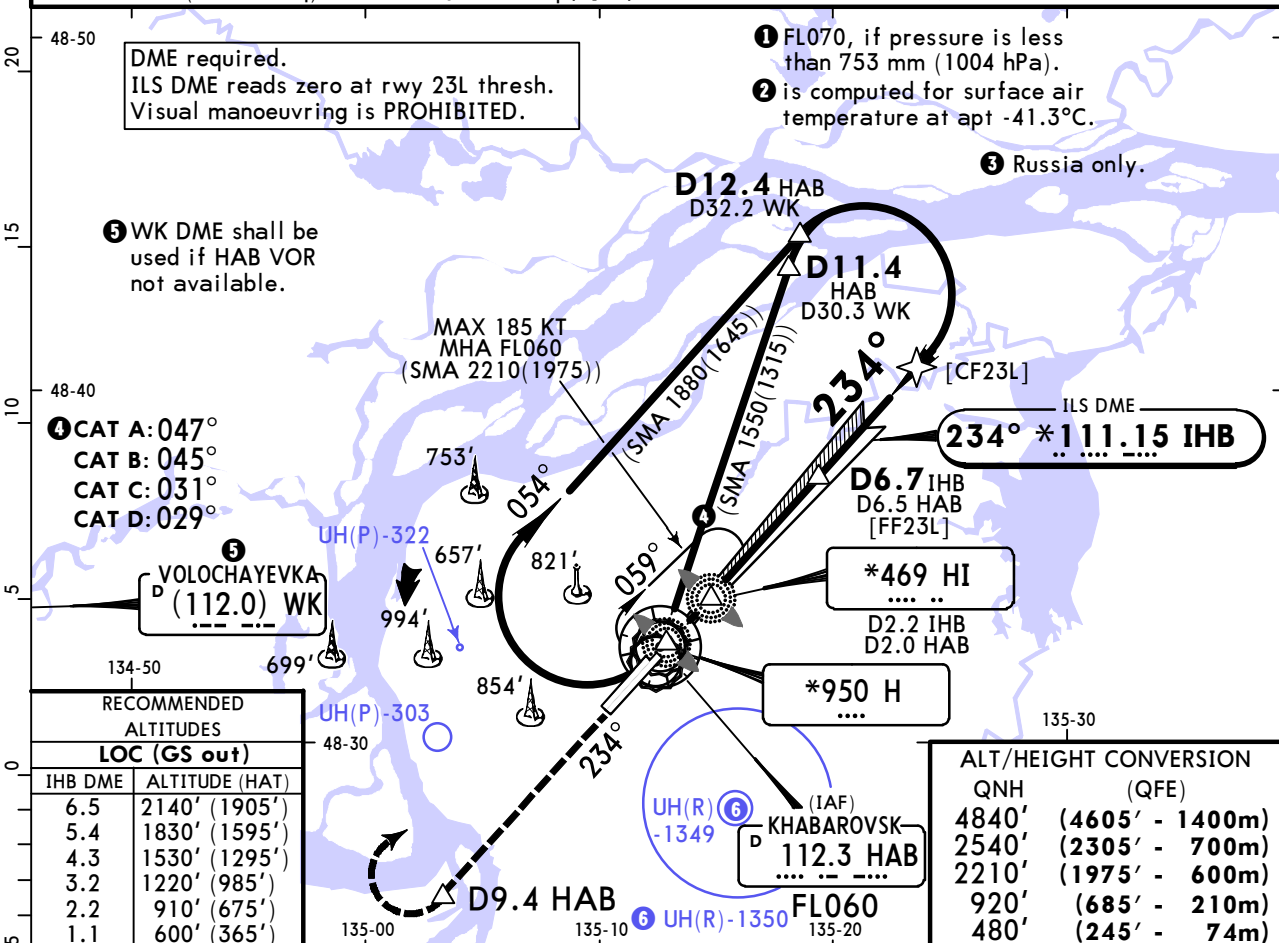 48-50
DME required.
ILS DME reads zero at rwy 23L thresh.
Visual manoeuvring is PROHIBITED.
1 FL070, if pressure is less
than 753 mm (1004 hPa).
2 is computed for surface air
temperature at apt -41.3°C.
3 Russia only.
5 WK DME shall be
used if HAB VOR
not available.
D12.4 HAB
D32.2 WK
D11.4
HAB
D30.3 WK
MAX 185 KT
MHA FL060
(SMA 2210(1975))
(SMA 1880(1645))
(SMA 1550(1315))
234°
[CF23L]
48-40
ILS DME
234° *111.15 IHB
4 CAT A: 047°
CAT B: 045°
CAT C: 031°
CAT D: 029°
753'
054°
D6.7 IHB
D6.5 HAB
[FF23L]
4
UH(P)-322
657'
821'
059°
5
VOLOCHAYEVKA
D (112.0) WK
994'
699'
*469 HI
D2.2 IHB
D2.0 HAB
134-50
854'
*950 H
UH(P)-303
48-30
234°
135-30
RECOMMENDED
ALTITUDES
LOC (GS out)
IHB DME ALTITUDE (HAT)
6.5 2140' (1905')
5.4 1830' (1595')
4.3 1530' (1295')
3.2 1220' (985')
2.2 910' (675')
1.1 600' (365')
UH(R) 6
-1349
(IAF)
KHABAROVSK
D 112.3 HAB
FL060
6 UH(R)-1350
D9.4 HAB
135-00
135-10
135-20
ALT/HEIGHT CONVERSION
QNH (QFE)
4840' (4605' - 1400m)
2540' (2305' - 700m)
2210' (1975' - 600m)
920' (685' - 210m)
480' (245' - 74m)
20
15
10
5
0
5